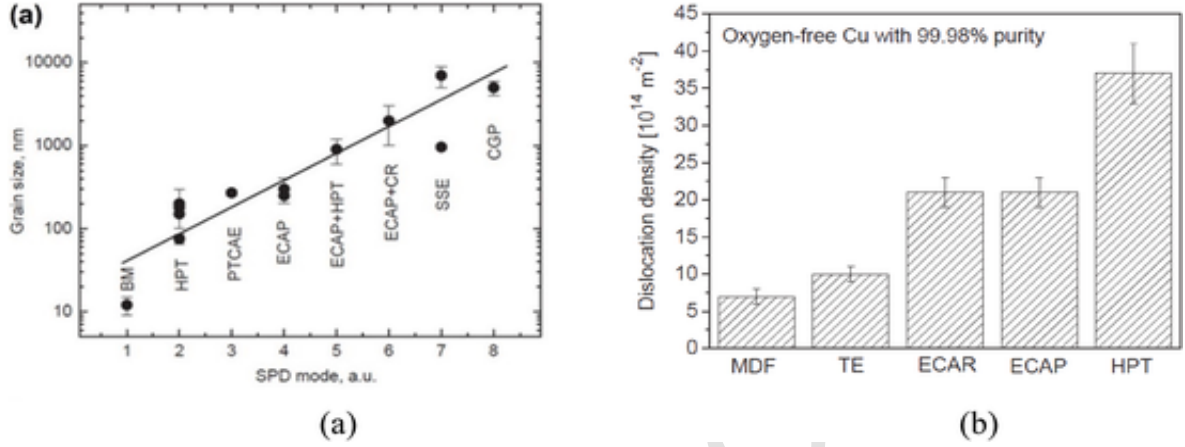 (a)
Grain size, nm
10000
1000
100
10
BM
HPT
PTCAE
ECAP
ECAP+HPT
ECAP+CR
SSE
CGP
1 2 3 4 5 6 7 8
SPD mode, a.u.
(a)
Dislocation density [10¹⁴ m⁻²]
45
40
35
30
25
20
15
10
5
0
Oxygen-free Cu with 99.98% purity
MDF TE ECAR ECAP HPT
(b)